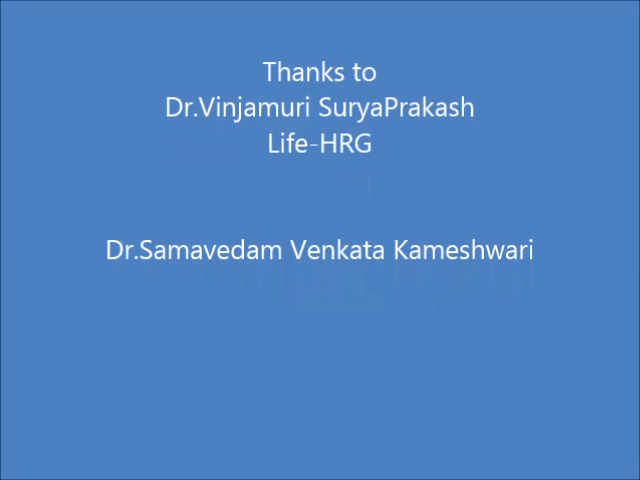 Thanks to
Dr.Vinjamuri SuryaPrakash
Life-HRG
Dr.Samavedam Venkata Kameshwari